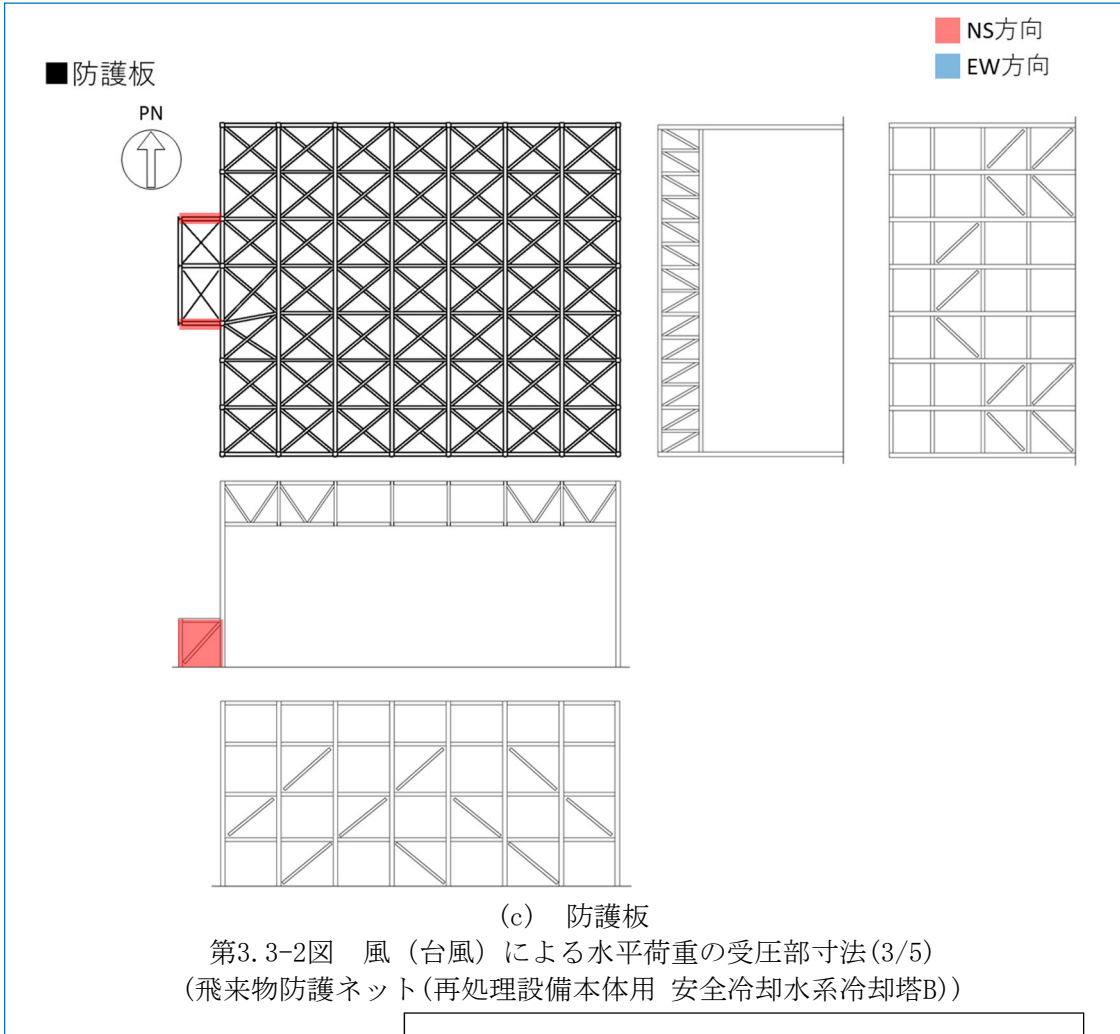 NS方向
EW方向
■防護板
PN
(c) 防護板
第3.3-2図 風(台風)による水平荷重の受圧部寸法(3/5)
(飛来物防護ネット(再処理設備本体用 安全冷却水系冷却塔B))